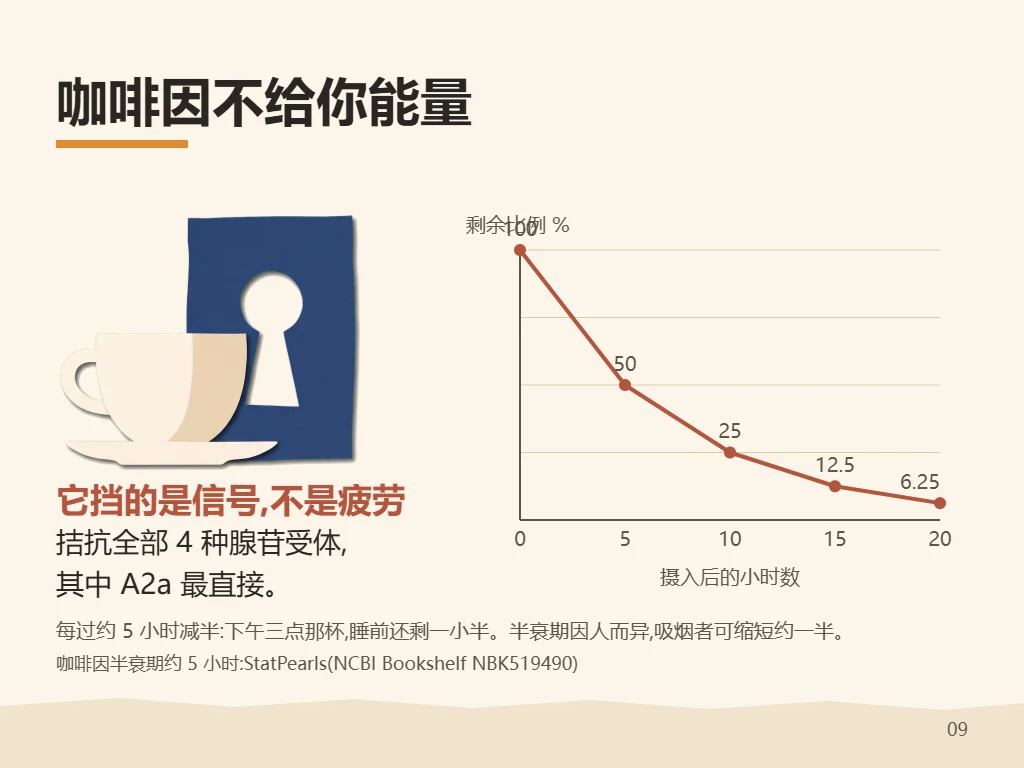 咖啡因不给你能量
剩余比例 %
100
50
25
12.5
6.25
0 5 10 15 20
摄入后的小时数
它挡的是信号,不是疲劳
拮抗全部 4 种腺苷受体,
其中 A2a 最直接。
每过约 5 小时减半:下午三点那杯,睡前还剩一小半。半衰期因人而异,吸烟者可缩短约一半。
咖啡因半衰期约 5 小时:StatPearls(NCBI Bookshelf NBK519490)
09